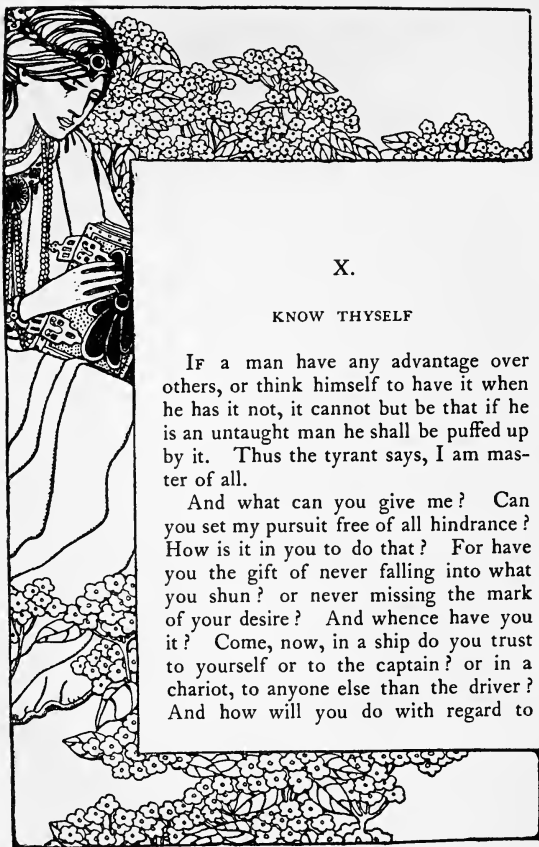 X.
KNOW THYSELF
IF a man have any advantage over
others, or think himself to have it when
he has it not, it cannot but be that if he
is an untaught man he shall be puffed up
by it. Thus the tyrant says, I am mas-
ter of all.
And what can you give me? Can
you set my pursuit free of all hindrance?
How is it in you to do that? For have
you the gift of never falling into what
you shun? or never missing the mark
of your desire? And whence have you
it? Come, now, in a ship do you trust
to yourself or to the captain? or in a
chariot, to anyone else than the driver?
And how will you do with regard to